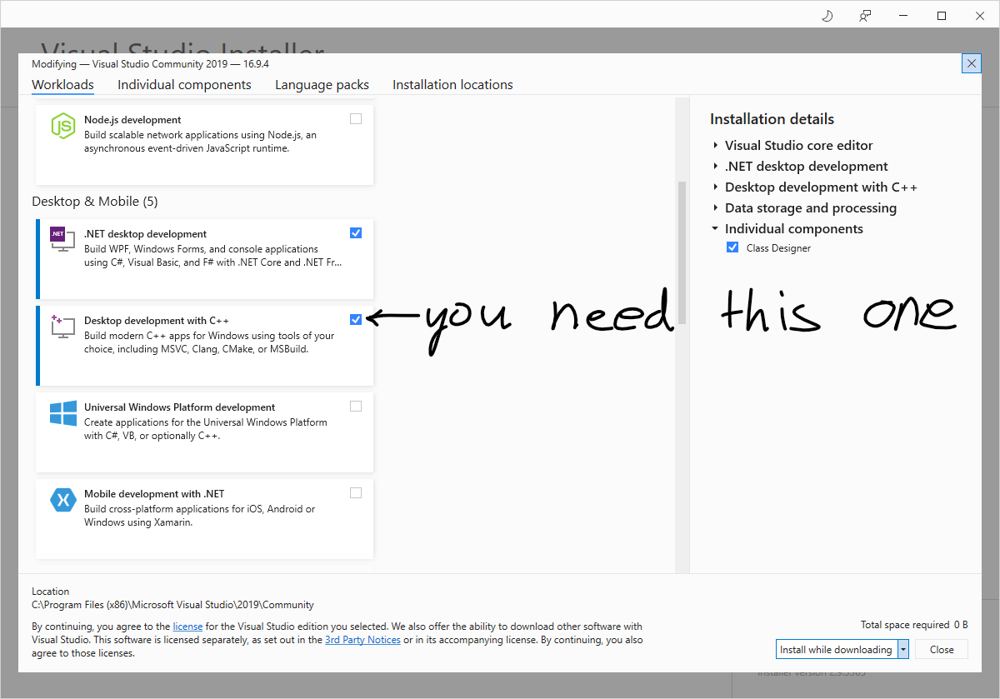 Visual Studio Installer
Modifying — Visual Studio Community 2019 — 16.9.4
Workloads Individual components Language packs Installation locations
Node.js development
Build scalable network applications using Node.js, an
asynchronous event-driven JavaScript runtime.
Desktop & Mobile (5)
.NET
.NET desktop development
Build WPF, Windows Forms, and console applications
using C#, Visual Basic, and F# with .NET Core and .NET Fr...
Desktop development with C++
Build modern C++ apps for Windows using tools of your
choice, including MSVC, Clang, CMake, or MSBuild.
you need this one
Universal Windows Platform development
Create applications for the Universal Windows Platform
with C#, VB, or optionally C++.
Mobile development with .NET
Build cross-platform applications for iOS, Android or
Windows using Xamarin.
Installation details
Visual Studio core editor
.NET desktop development
Desktop development with C++
Data storage and processing
Individual components
Class Designer
Location
C:\Program Files (x86)\Microsoft Visual Studio\2019\Community
By continuing, you agree to the license for the Visual Studio edition you selected. We also offer the ability to download other software with
Visual Studio. This software is licensed separately, as set out in the 3rd Party Notices or in its accompanying license. By continuing, you also
agree to those licenses.
Total space required 0 B
Install while downloading Close